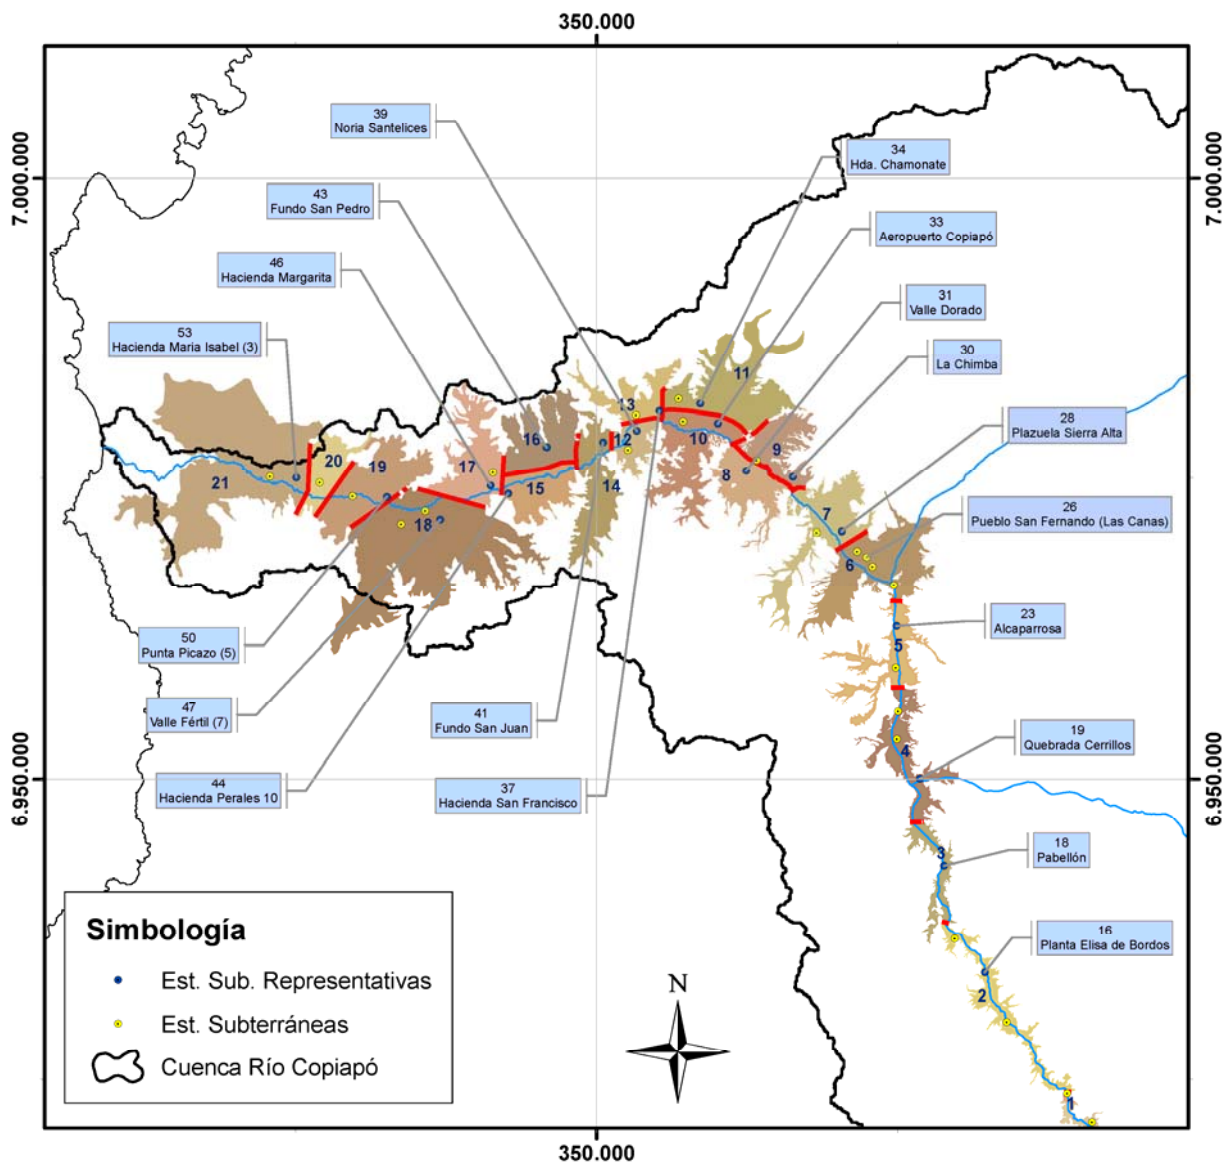 350.000
7.000.000
7.000.000
39
Noria Santelices
34
Hda. Chamonate
43
Fundo San Pedro
33
Aeropuerto Copiapó
46
Hacienda Margarita
31
Valle Dorado
53
Hacienda Maria Isabel (3)
30
La Chimba
28
Plazuela Sierra Alta
26
Pueblo San Fernando (Las Canas)
23
Alcaparrosa
50
Punta Picazo (5)
47
Valle Fértil (7)
41
Fundo San Juan
19
Quebrada Cerrillos
44
Hacienda Perales 10
37
Hacienda San Francisco
18
Pabellón
16
Planta Elisa de Bordos
11
13
12
10
16
9
8
20
19
17
21
15
14
18
7
6
5
4
3
2
1
6.950.000
6.950.000
Simbología
Est. Sub. Representativas
Est. Subterráneas
Cuenca Río Copiapó
N
350.000